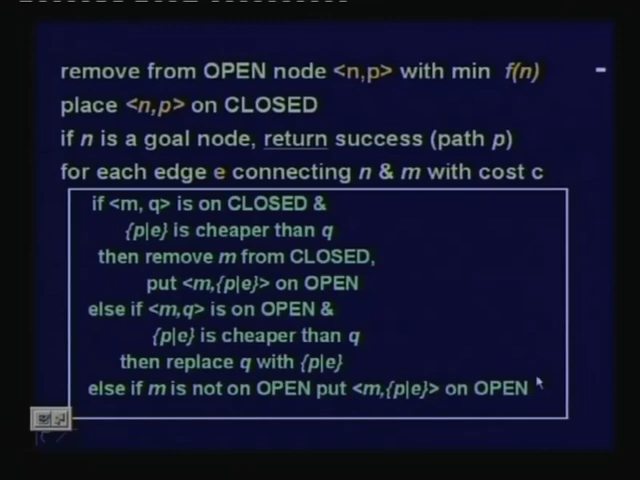 remove from OPEN node <n,p> with min f(n)
place <n,p> on CLOSED
if n is a goal node, return success (path p)
for each edge e connecting n & m with cost c
if <m, q> is on CLOSED &
{p|e} is cheaper than q
then remove m from CLOSED,
put <m,{p|e}> on OPEN
else if <m,q> is on OPEN &
{p|e} is cheaper than q
then replace q with {p|e}
else if m is not on OPEN put <m,{p|e}> on OPEN